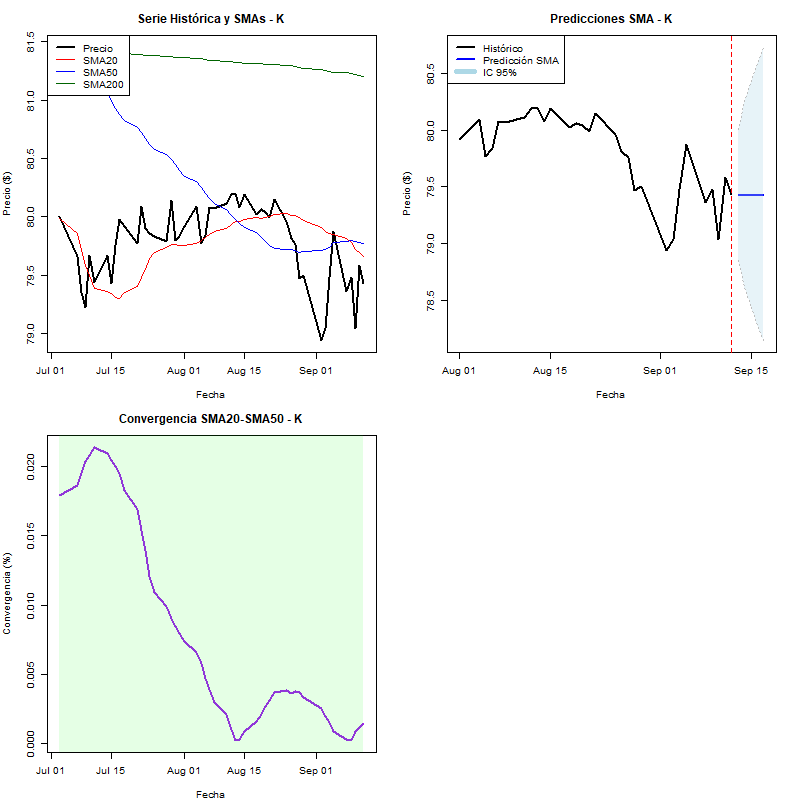 Serie Histórica y SMAs - K
Precio
SMA20
SMA50
SMA200
Precio ($)
81.5
81.0
80.5
80.0
79.5
79.0
Jul 01
Jul 15
Aug 01
Aug 15
Sep 01
Fecha
Predicciones SMA - K
Histórico
Predicción SMA
IC 95%
Precio ($)
80.5
80.0
79.5
79.0
78.5
Aug 01
Aug 15
Sep 01
Sep 15
Fecha
Convergencia SMA20-SMA50 - K
Convergencia (%)
0.020
0.015
0.010
0.005
0.000
Jul 01
Jul 15
Aug 01
Aug 15
Sep 01
Fecha